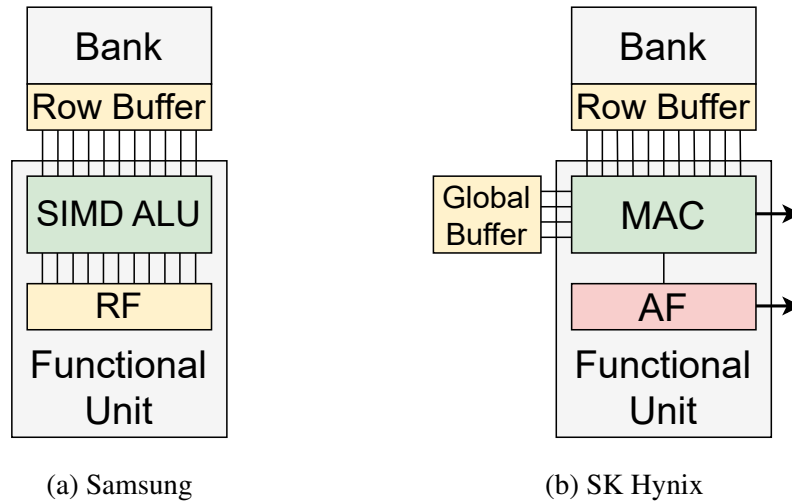 Bank
Row Buffer
SIMD ALU
RF
Functional
Unit
(a) Samsung
Bank
Row Buffer
Global
Buffer
MAC
AF
Functional
Unit
(b) SK Hynix